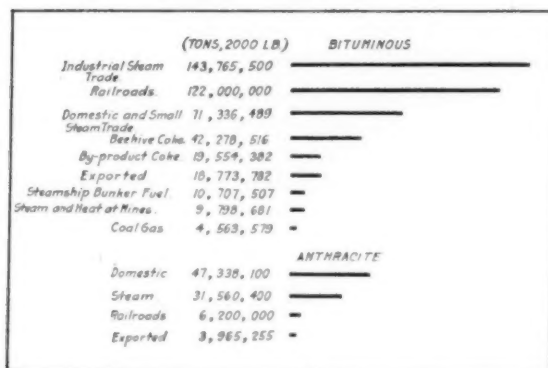 (TONS, 2000 LB.) BITUMINOUS
Industrial Steam Trade. 143,765,500
Railroads. 122,000,000
Domestic and Small Steam Trade 71,336,489
Beehive Coke. 42,278,516
By-product Coke. 19,554,382
Exported 18,773,782
Steamship Bunker Fuel. 10,707,507
Steam and Heat at Mines. 9,798,681
Coal Gas 4,563,579
ANTHRACITE
Domestic 47,338,100
Steam 31,560,400
Railroads 6,200,000
Exported 3,965,255